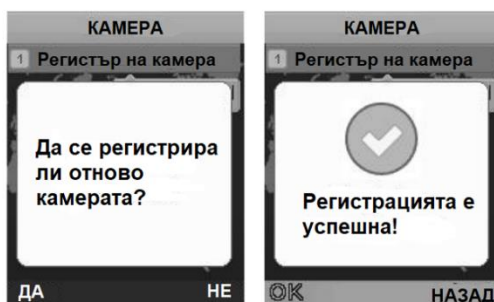 КАМЕРА
1 Регистър на камера
Да се регистрира
ли отново
камерата?
ДА НЕ
КАМЕРА
1 Регистър на камера
Регистрацията е
успешна!
OK НАЗАД